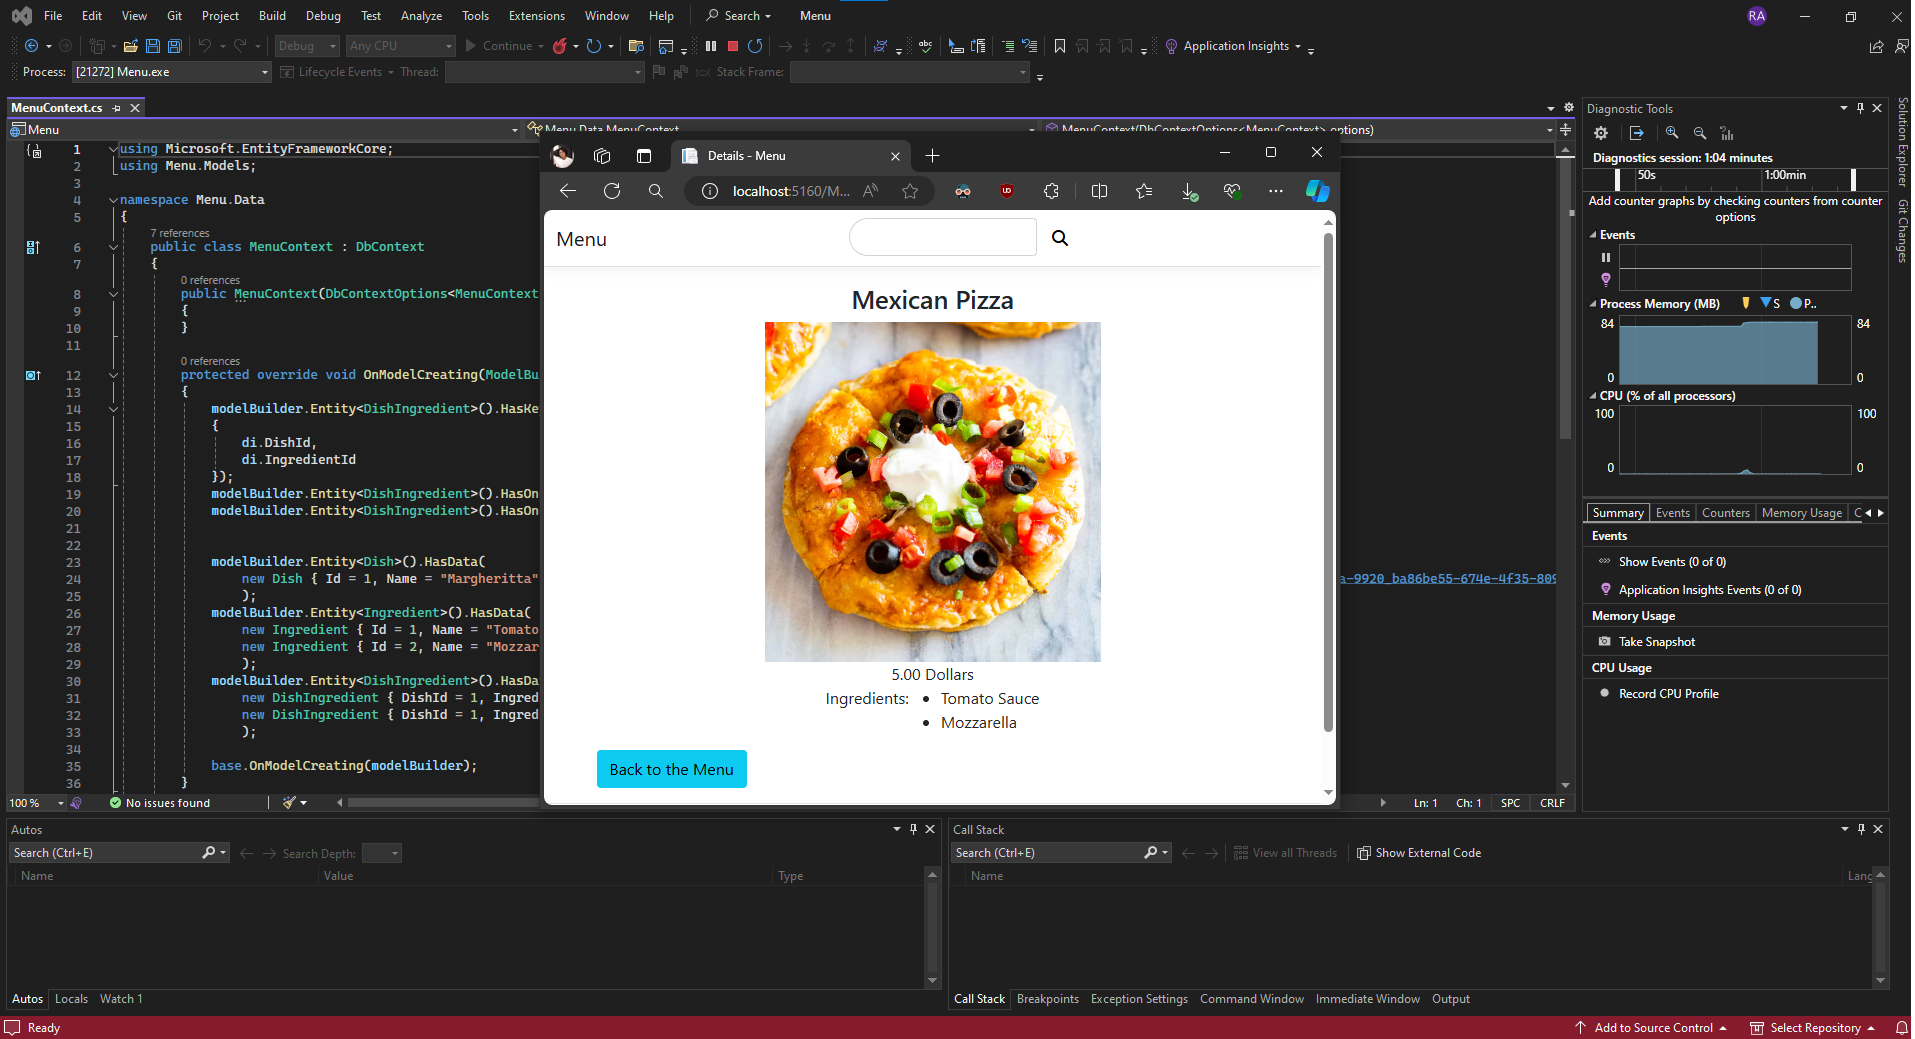 File Edit View Git Project Build Debug Test Analyze Tools Extensions Window Help Search Menu RA
Debug Any CPU Continue Application Insights
Process: [21272] Menu.exe Lifecycle Events Thread: Stack Frame:
MenuContext.cs
Menu Menu.Data.MenuContext MenuContext(DbContextOptions<MenuContext> options)
1 using Microsoft.EntityFrameworkCore;
2 using Menu.Models;
3
4 namespace Menu.Data
5 {
7 references
6 public class MenuContext : DbContext
7 {
0 references
8 public MenuContext(DbContextOptions<MenuContext
9 {
10 }
11
0 references
12 protected override void OnModelCreating(ModelBu
13 {
14 modelBuilder.Entity<DishIngredient>().HasKe
15 {
16 di.DishId,
17 di.IngredientId
18 });
19 modelBuilder.Entity<DishIngredient>().HasOn
20 modelBuilder.Entity<DishIngredient>().HasOn
21
22
23 modelBuilder.Entity<Dish>().HasData(
24 new Dish { Id = 1, Name = "Margheritta" a-9920_ba86be55-674e-4f35-809
25 );
26 modelBuilder.Entity<Ingredient>().HasData(
27 new Ingredient { Id = 1, Name = "Tomato
28 new Ingredient { Id = 2, Name = "Mozzar
29 );
30 modelBuilder.Entity<DishIngredient>().HasDa
31 new DishIngredient { DishId = 1, Ingred
32 new DishIngredient { DishId = 1, Ingred
33 );
34
35 base.OnModelCreating(modelBuilder);
36 }
100 % No issues found Ln: 1 Ch: 1 SPC CRLF
Details - Menu
localhost:5160/M...
Menu
Mexican Pizza
5.00 Dollars
Ingredients: • Tomato Sauce
• Mozzarella
Back to the Menu
Diagnostic Tools
Diagnostics session: 1:04 minutes
50s 1:00min
Add counter graphs by checking counters from counter
options
Events
Process Memory (MB) S P..
84 84
0 0
CPU (% of all processors)
100 100
0 0
Summary Events Counters Memory Usage C
Events
Show Events (0 of 0)
Application Insights Events (0 of 0)
Memory Usage
Take Snapshot
CPU Usage
Record CPU Profile
Solution Explorer
Git Changes
Autos
Search (Ctrl+E) Search Depth:
Name Value Type
Autos Locals Watch 1
Call Stack
Search (Ctrl+E) View all Threads Show External Code
Name Lang
Call Stack Breakpoints Exception Settings Command Window Immediate Window Output
Ready Add to Source Control Select Repository